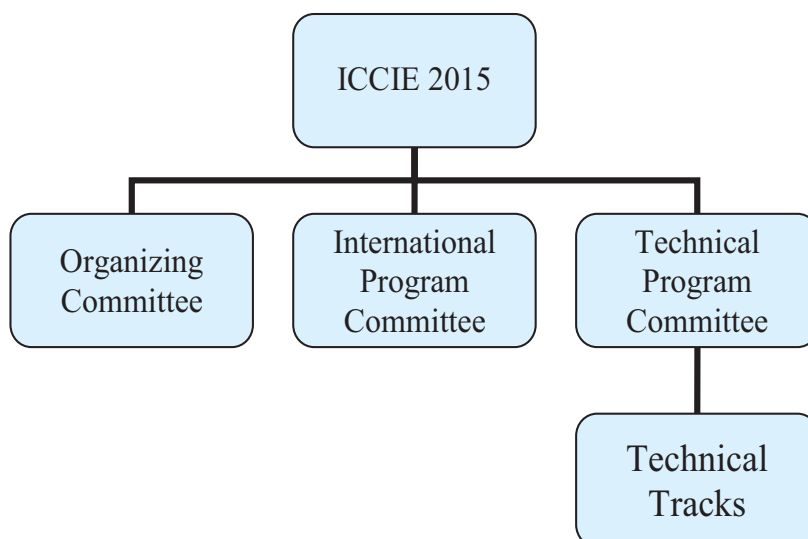 ICCIE 2015
Organizing
Committee
International
Program
Committee
Technical
Program
Committee
Technical
Tracks